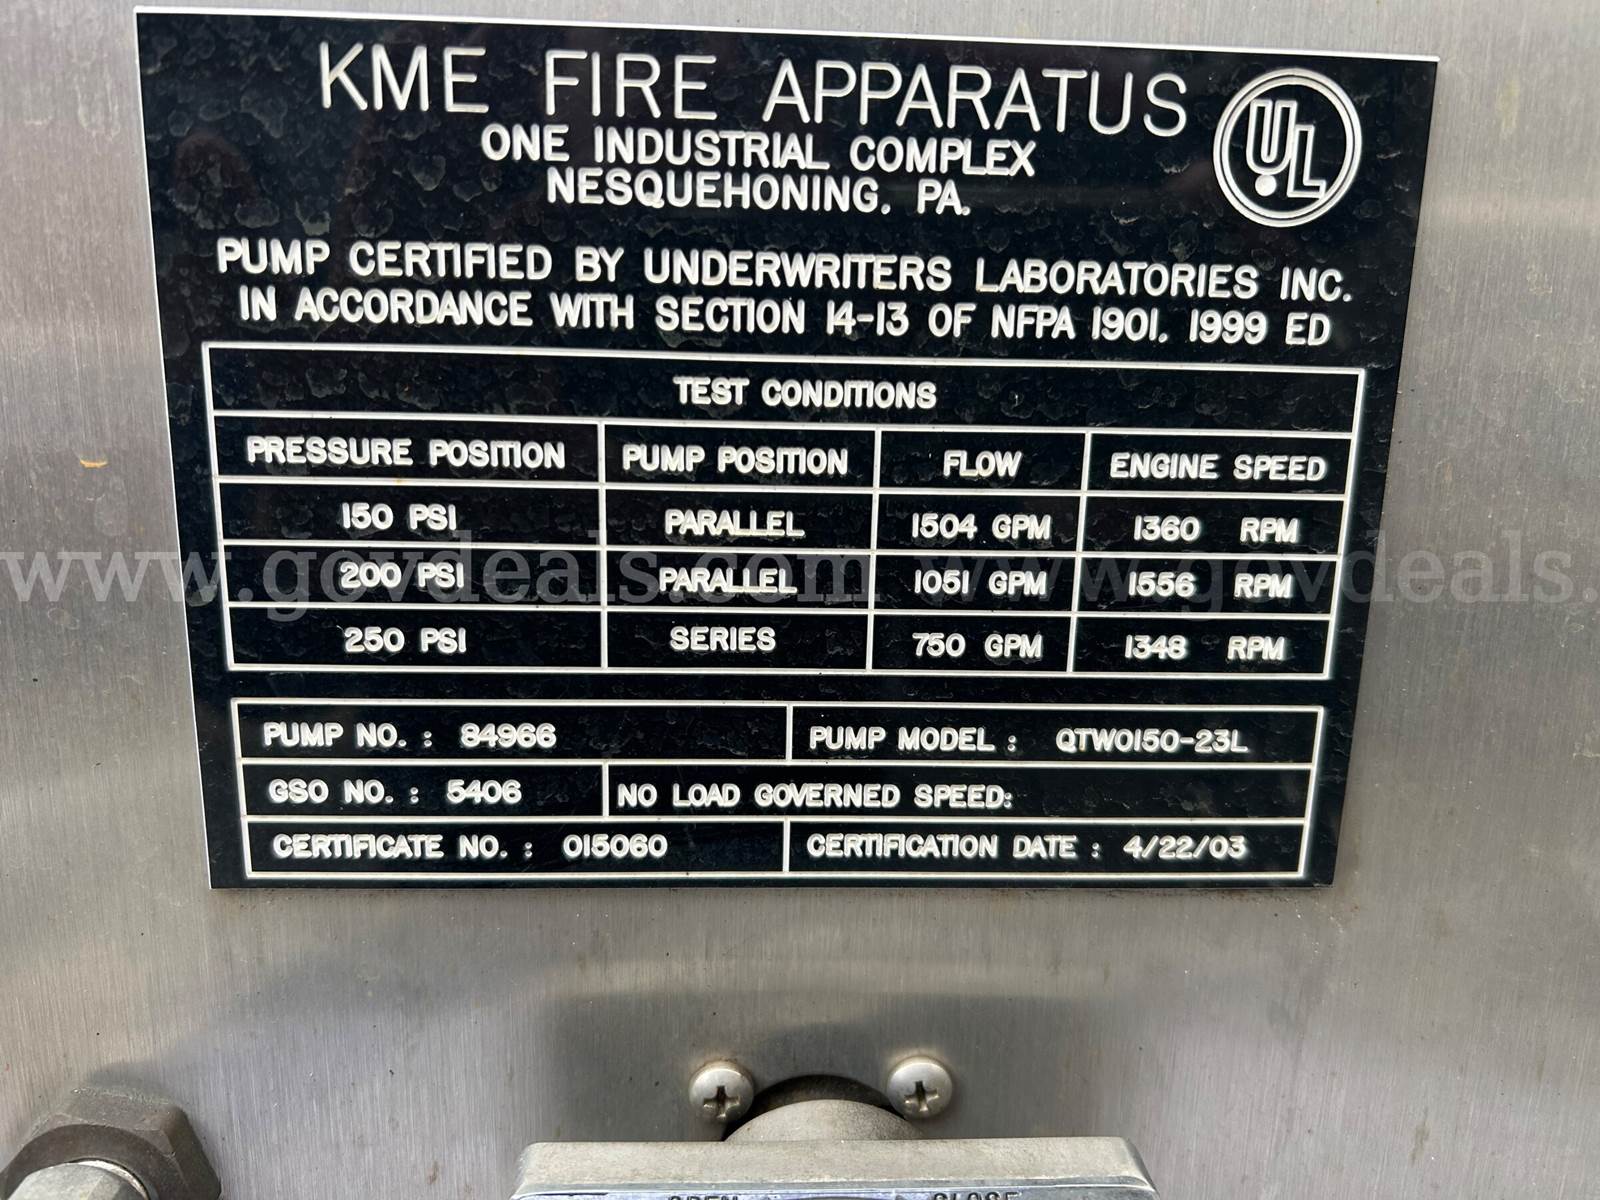 KME FIRE APPARATUS
UL
ONE INDUSTRIAL COMPLEX
NESQUEHONING, PA.
PUMP CERTIFIED BY UNDERWRITERS LABORATORIES INC.
IN ACCORDANCE WITH SECTION 14-13 OF NFPA 1901, 1999 ED
TEST CONDITIONS
PRESSURE POSITION PUMP POSITION FLOW ENGINE SPEED
150 PSI PARALLEL 1504 GPM 1360 RPM
200 PSI PARALLEL 1051 GPM 1556 RPM
www.govdeals.com www.govdeals.
250 PSI SERIES 750 GPM 1348 RPM
PUMP NO. : 84966 PUMP MODEL : QTWO150-23L
GSO NO. : 5406 NO LOAD GOVERNED SPEED:
CERTIFICATE NO. : 015060 CERTIFICATION DATE : 4/22/03
OPEN CLOSE